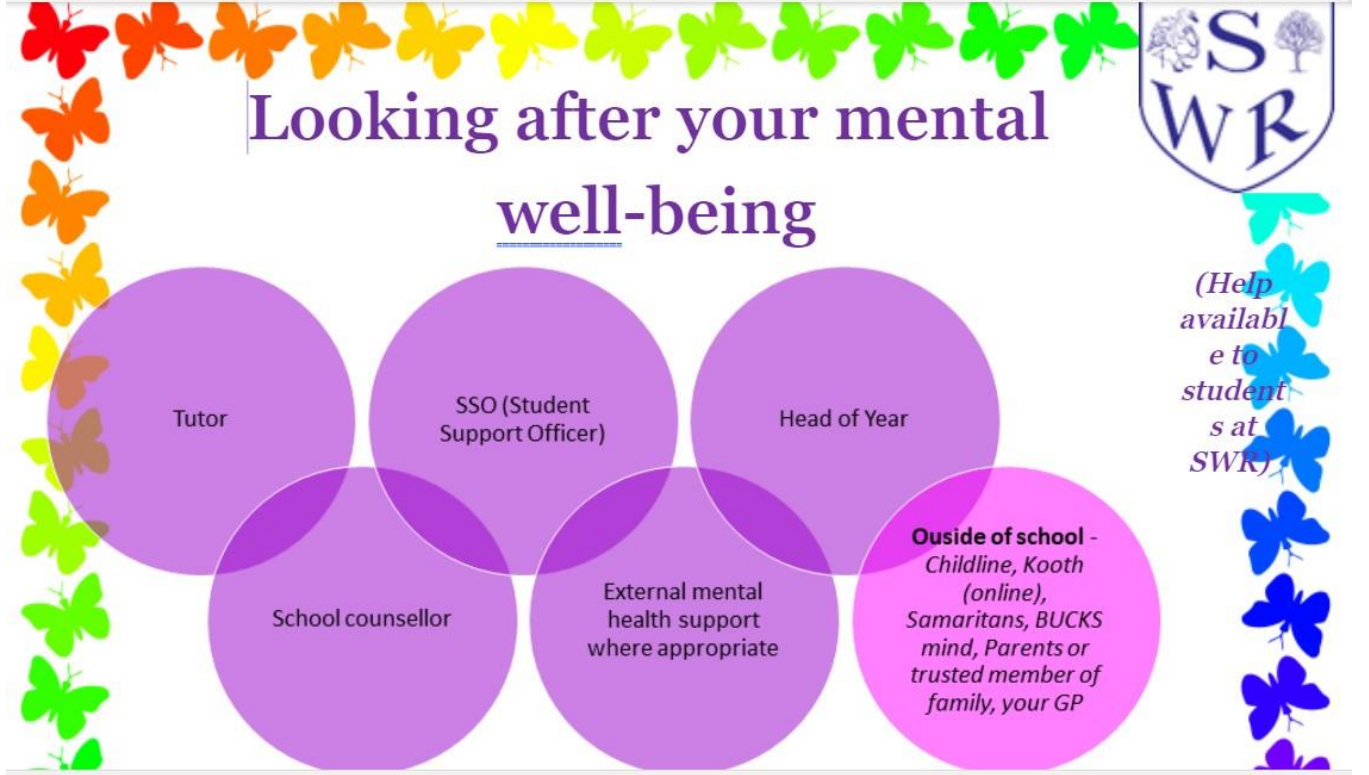 S
WR
Looking after your mental
well-being
(Help
availabl
e to
student
s at
SWR)
Tutor
SSO (Student
Support Officer)
Head of Year
School counsellor
External mental
health support
where appropriate
Ouside of school -
Childline, Kooth
(online),
Samaritans, BUCKS
mind, Parents or
trusted member of
family, your GP